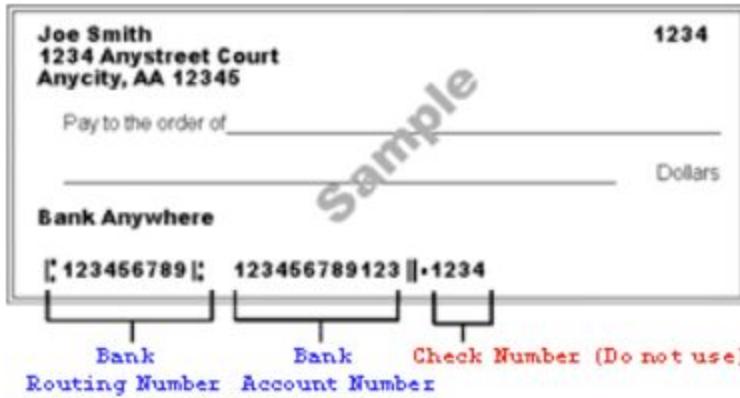 Joe Smith 1234
1234 Anystreet Court
Anycity, AA 12345
Sample
Pay to the order of
Dollars
Bank Anywhere
⑆123456789⑆ 123456789123⑈•1234
Bank Bank Check Number (Do not use)
Routing Number Account Number